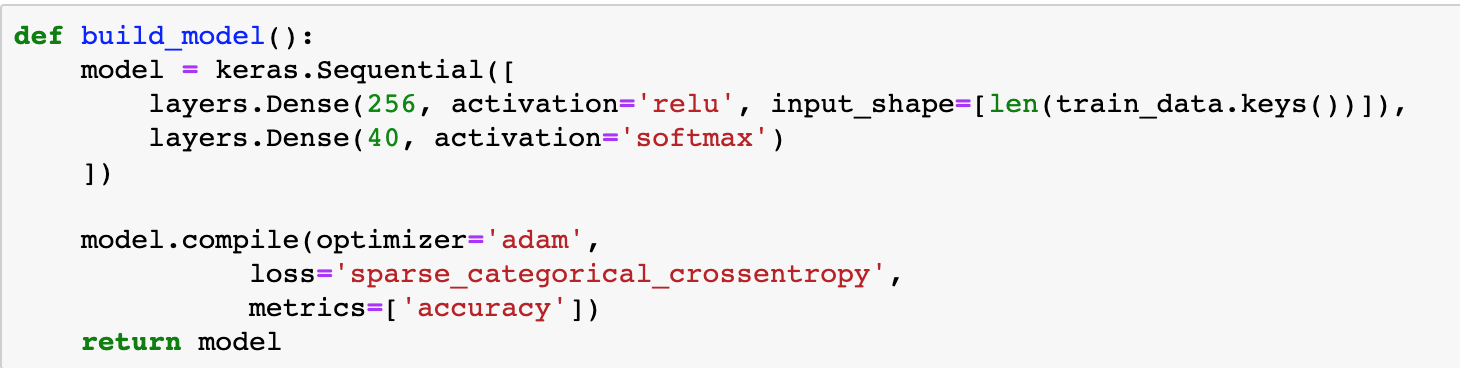 def build_model():
    model = keras.Sequential([
        layers.Dense(256, activation='relu', input_shape=[len(train_data.keys())]),
        layers.Dense(40, activation='softmax')
    ])

    model.compile(optimizer='adam',
              loss='sparse_categorical_crossentropy',
              metrics=['accuracy'])
    return model